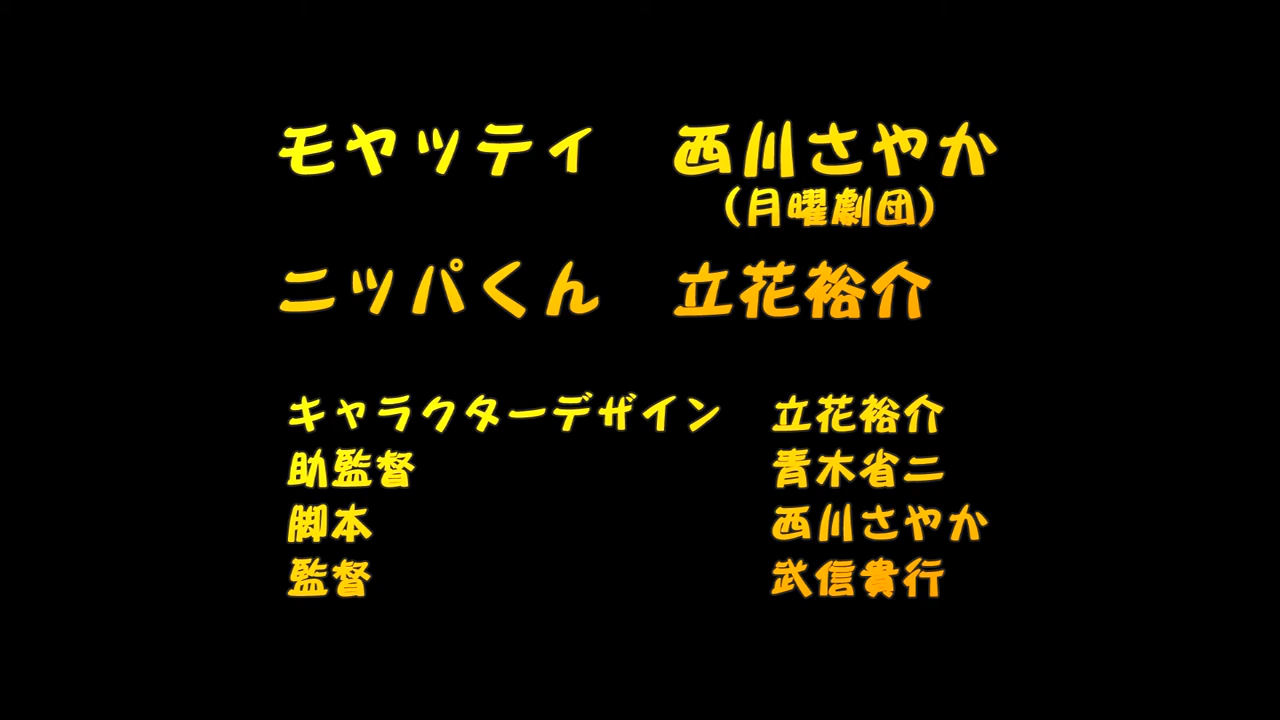 モヤッティ　西川さやか
（月曜劇団）
ニッパくん　立花裕介
キャラクターデザイン　立花裕介
助監督　青木省二
脚本　西川さやか
監督　武信貴行